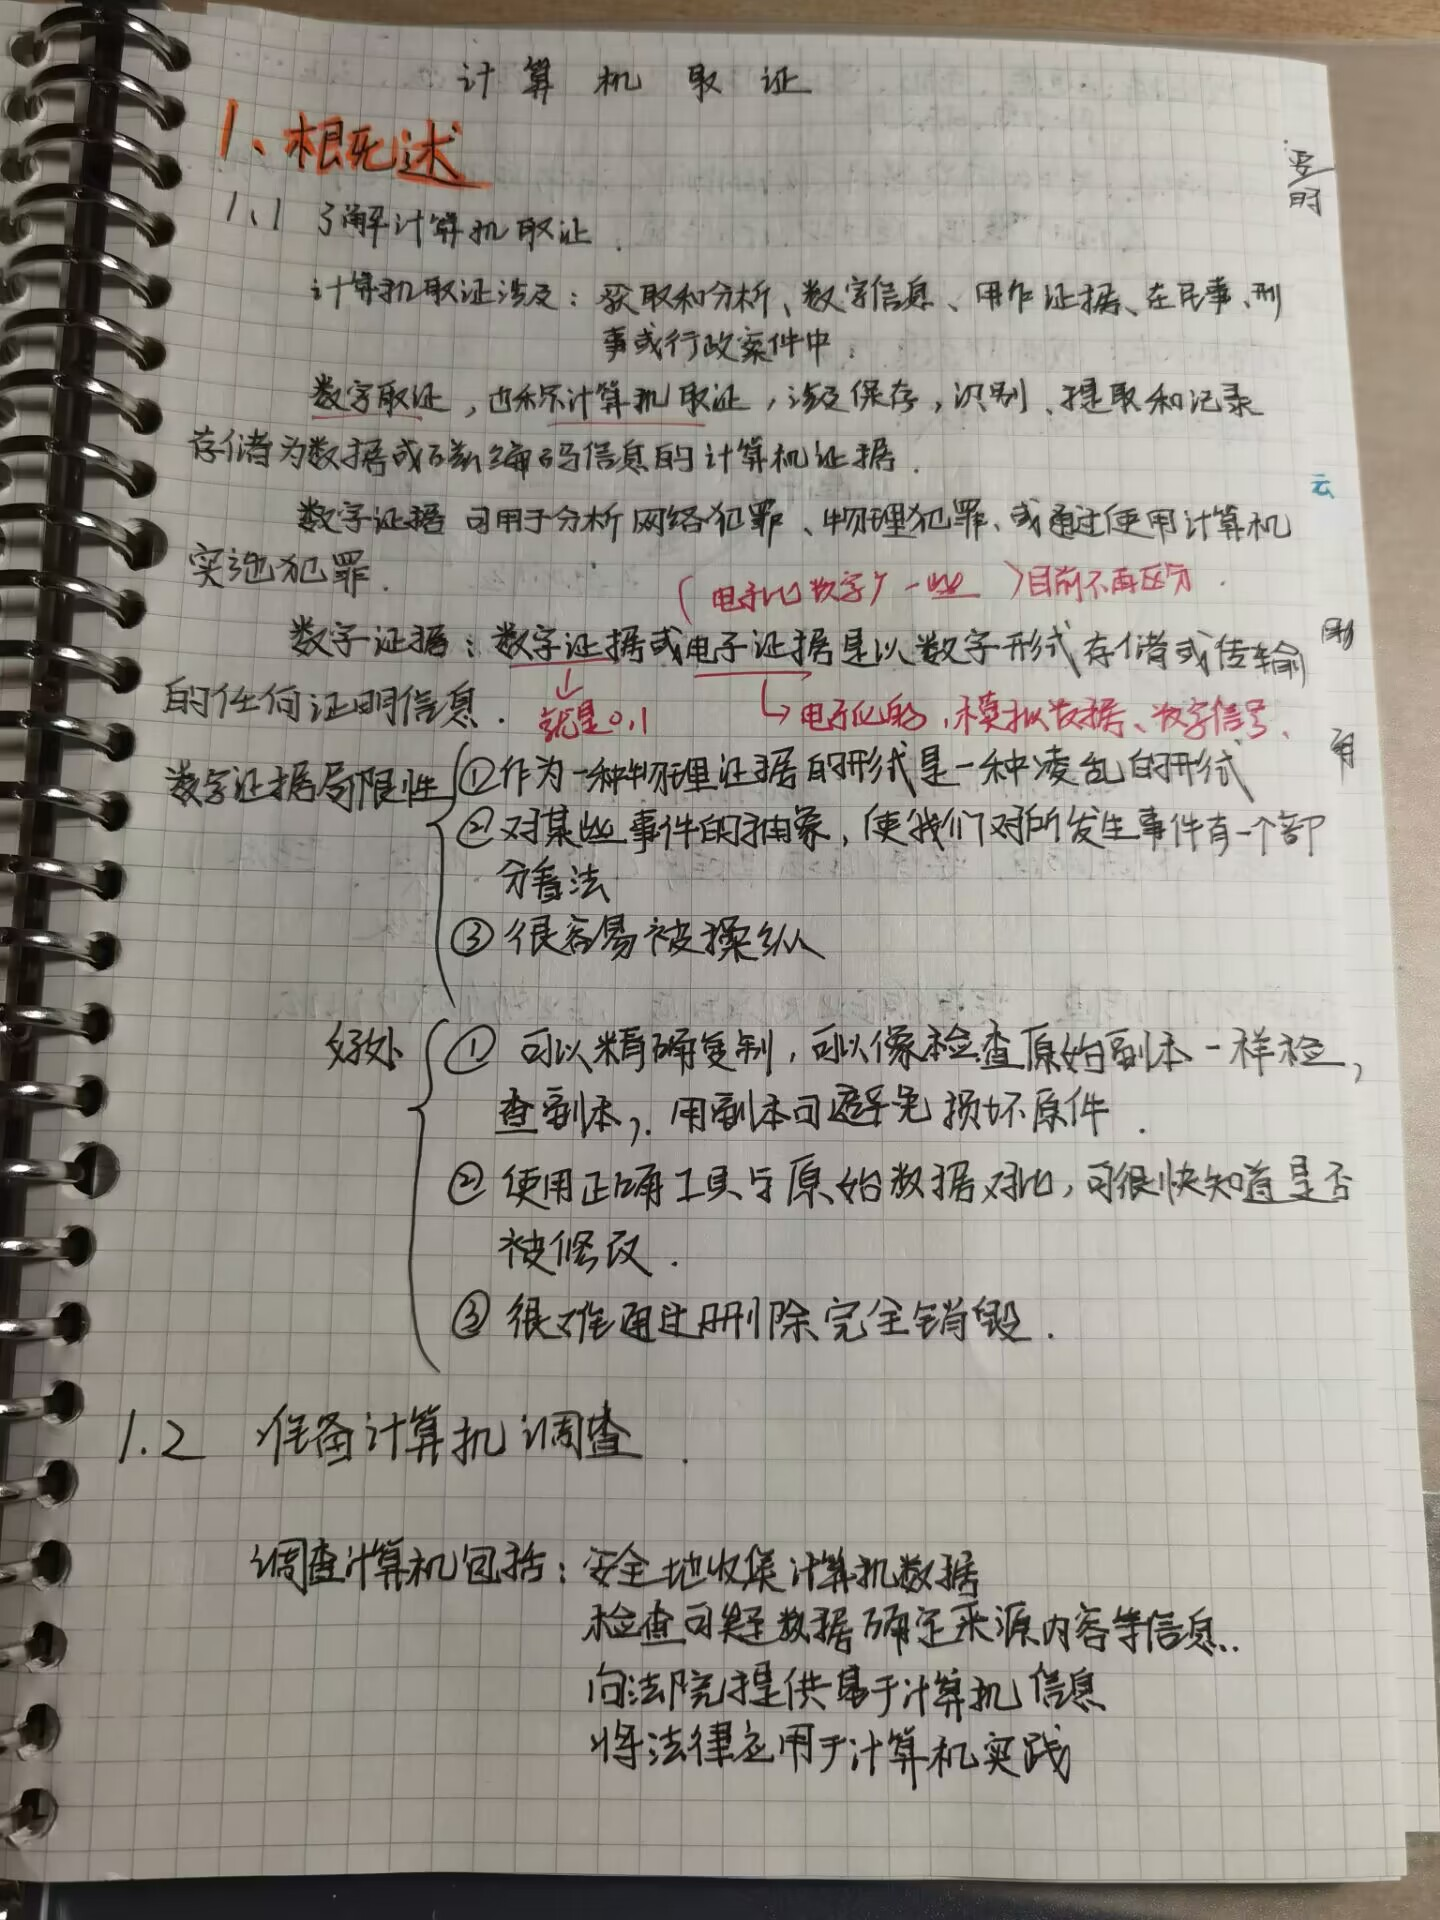 计算机取证
1、概述
1、1 了解计算机取证.
计算机取证涉及：获取和分析、数字信息、用作证据、在民事、刑
事或行政案件中.
数字取证，也称计算机取证，涉及保存，识别、提取和记录
存储为数据或磁编码信息的计算机证据.
数字证据可用于分析网络犯罪、物理犯罪、或通过使用计算机
实施犯罪.
(电子比数字广一些)目前不再区分.
数字证据：数字证据或电子证据是以数字形式存储或传输
的任何证明信息.
↓就是0,1
↳电子化的,模拟数据、数字信号、
数字证据局限性
①作为一种物理证据的形式是一种凌乱的形式
②对某些事件的抽象，使我们对所发生事件有一个部
分看法
③很容易被操纵
好处
①可以精确复制，可以像检查原始副本一样检,
查副本,.用副本可避免损坏原件.
②使用正确工具与原始数据对比，可很快知道是否
被修改.
③很难通过删除完全销毁.
1.2 准备计算机调查.
调查计算机包括：安全地收集计算机数据
检查可疑数据确定来源内容等信息..
向法院提供基于计算机信息
将法律应用于计算机实践
云